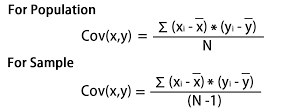 For Population
Cov(x,y) = Σ (xᵢ - x̅) * (yᵢ - y̅)
N
For Sample
Cov(x,y) = Σ (xᵢ - x̅) * (yᵢ - y̅)
(N -1)